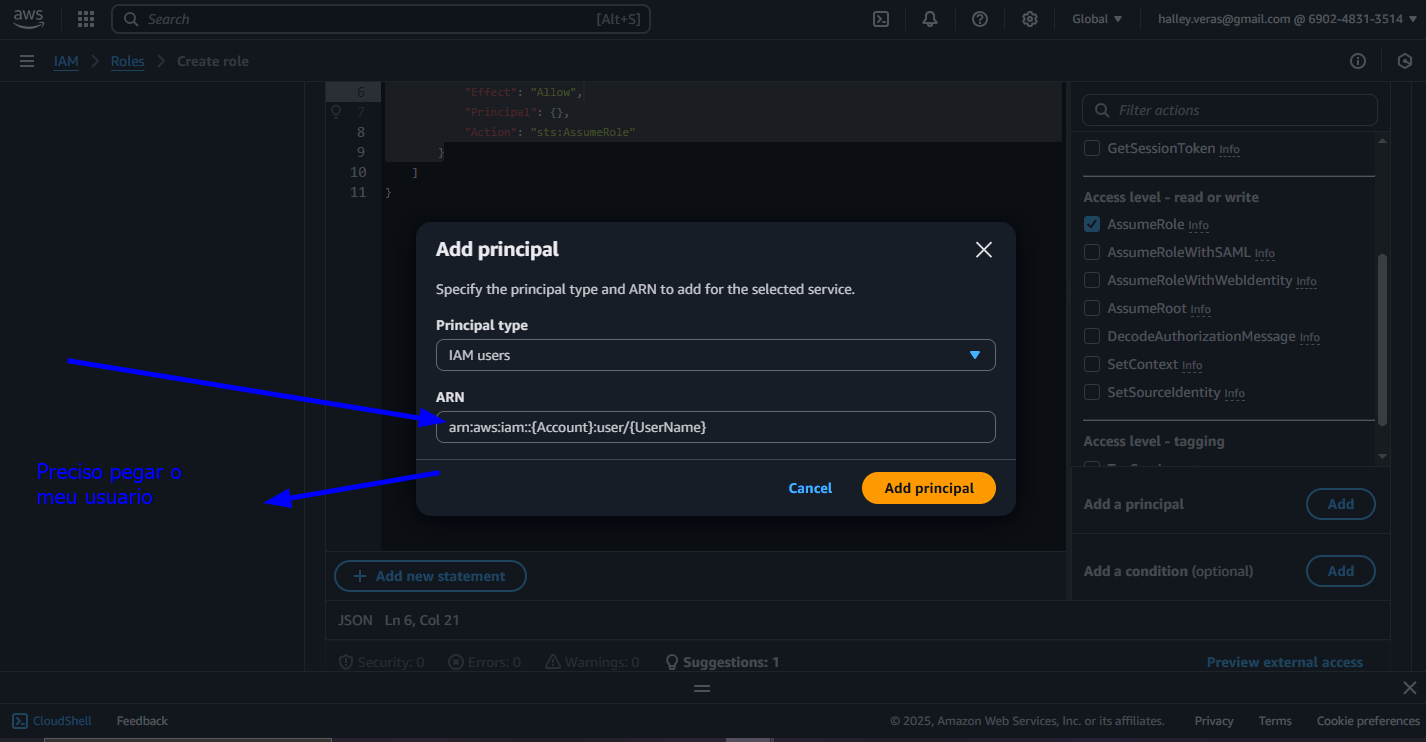 aws
Search
[Alt+S]
Global
halley.veras@gmail.com @ 6902-4831-3514
IAM
Roles
Create role
6 "Effect": "Allow",
7 "Principal": {},
8 "Action": "sts:AssumeRole"
9 }
10 ]
11 }
Filter actions
GetSessionToken Info
Access level - read or write
AssumeRole Info
AssumeRoleWithSAML Info
AssumeRoleWithWebIdentity Info
AssumeRoot Info
DecodeAuthorizationMessage Info
SetContext Info
SetSourceIdentity Info
Access level - tagging
Add a principal
Add
Add a condition (optional)
Add
Add principal
Specify the principal type and ARN to add for the selected service.
Principal type
IAM users
ARN
arn:aws:iam::{Account}:user/{UserName}
Cancel
Add principal
Preciso pegar o
meu usuario
+ Add new statement
JSON Ln 6, Col 21
Security: 0
Errors: 0
Warnings: 0
Suggestions: 1
Preview external access
CloudShell
Feedback
© 2025, Amazon Web Services, Inc. or its affiliates.
Privacy
Terms
Cookie preferences